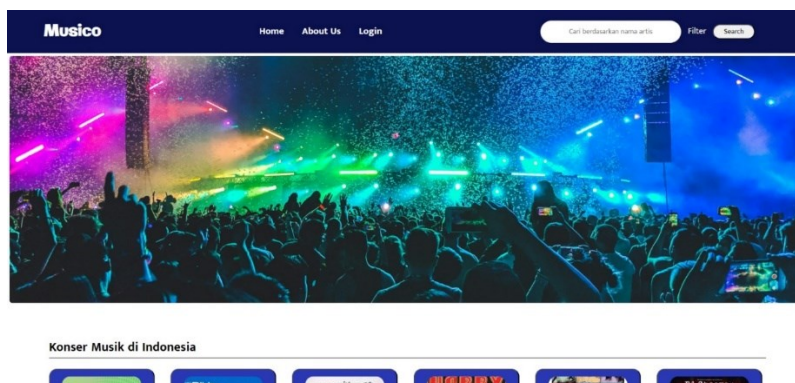 Musico
Home About Us Login
Cari berdasarkan nama artis
Filter
Search
Konser Musik di Indonesia